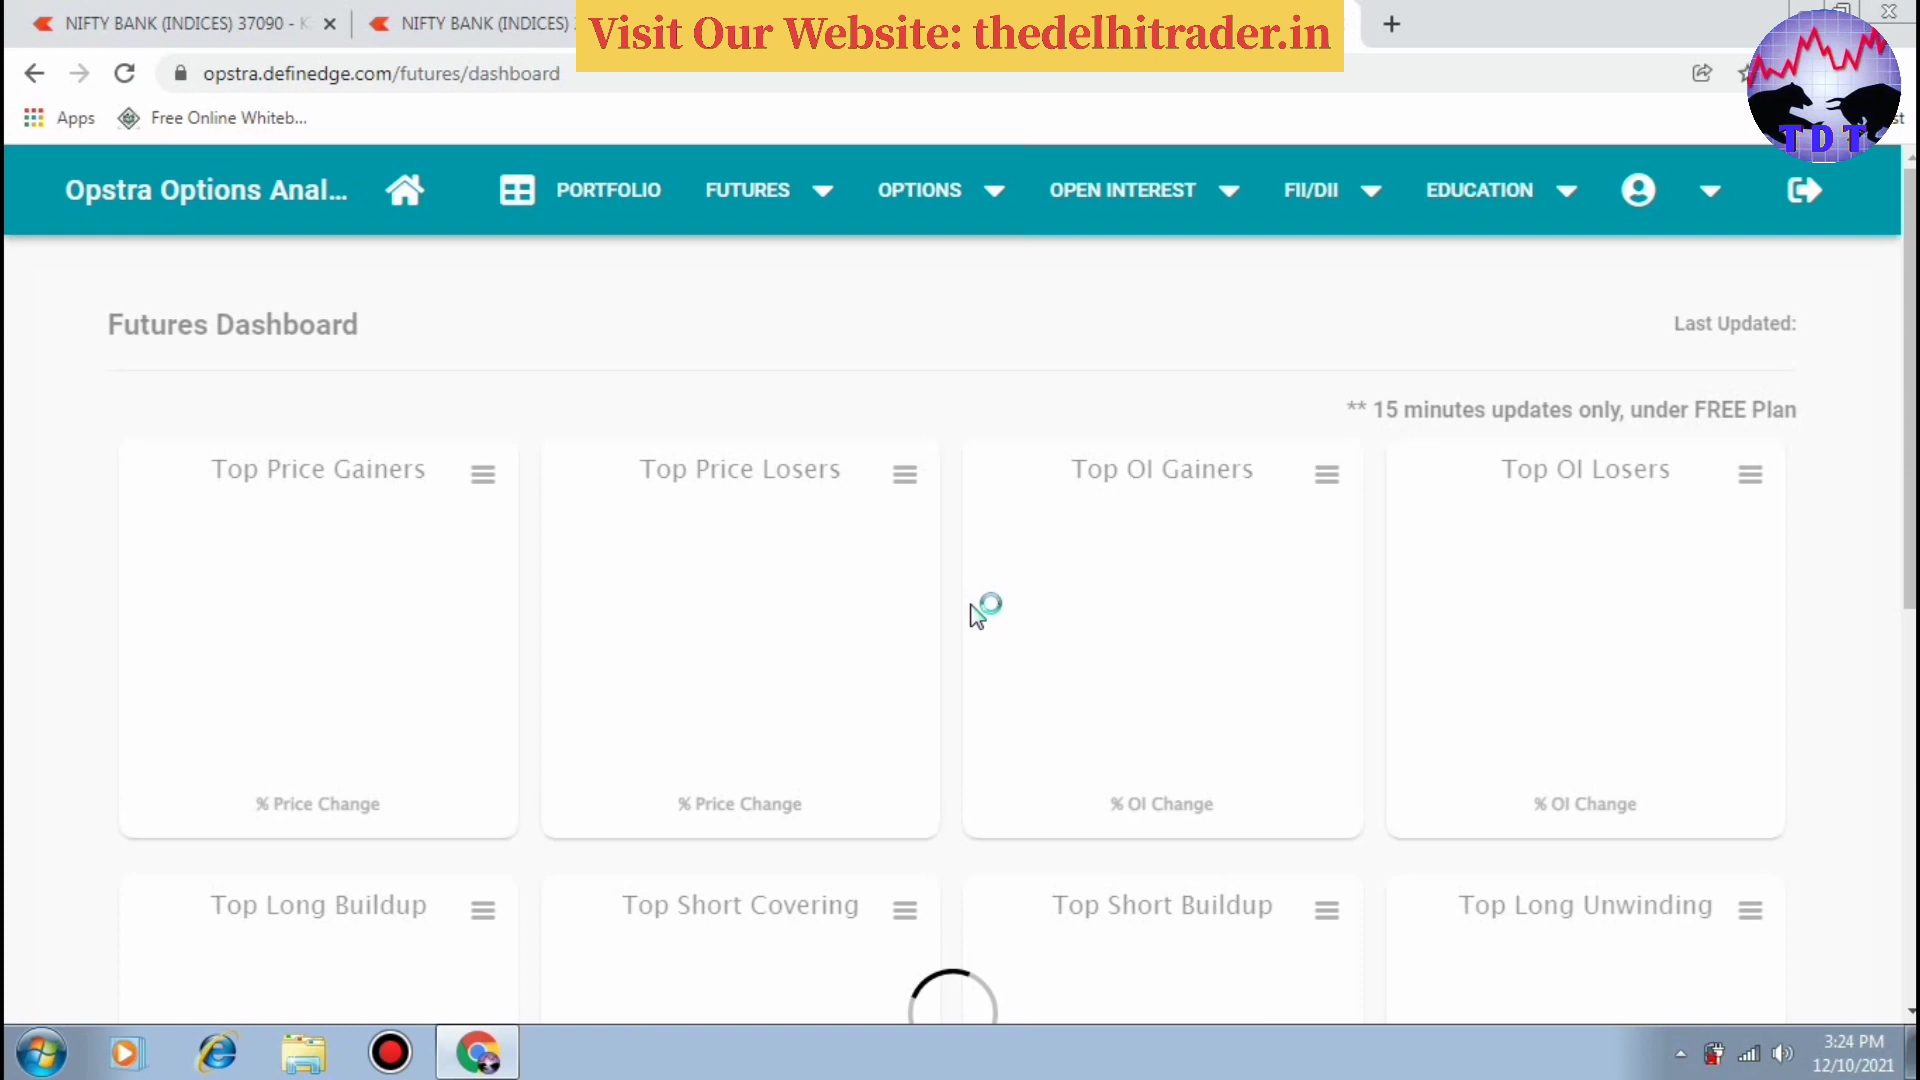 NIFTY BANK (INDICES) 37090 - K
NIFTY BANK (INDICES)
Visit Our Website: thedelhitrader.in
opstra.definedge.com/futures/dashboard
Apps
Free Online Whiteb...
TDT
Opstra Options Anal...
PORTFOLIO
FUTURES
OPTIONS
OPEN INTEREST
FII/DII
EDUCATION
Futures Dashboard
Last Updated:
** 15 minutes updates only, under FREE Plan
Top Price Gainers
Top Price Losers
Top OI Gainers
Top OI Losers
% Price Change
% Price Change
% OI Change
% OI Change
Top Long Buildup
Top Short Covering
Top Short Buildup
Top Long Unwinding
3:24 PM
12/10/2021